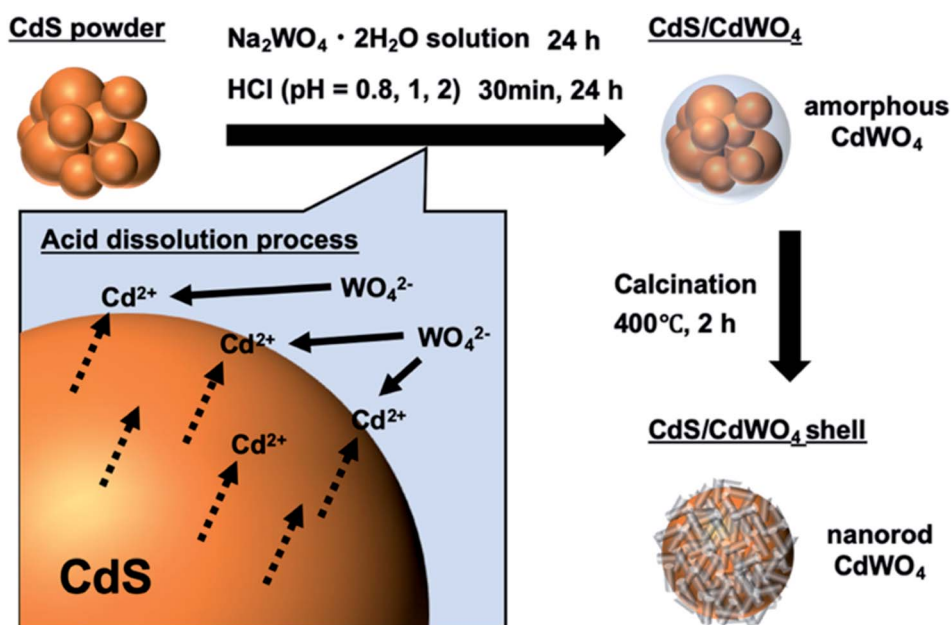 CdS powder
Na₂WO₄・2H₂O solution 24 h
HCl (pH = 0.8, 1, 2) 30min, 24 h
CdS/CdWO₄
amorphous
CdWO₄
Acid dissolution process
Cd²⁺
WO₄²⁻
Cd²⁺
WO₄²⁻
Cd²⁺
Cd²⁺
CdS
Calcination
400℃, 2 h
CdS/CdWO₄ shell
nanorod
CdWO₄